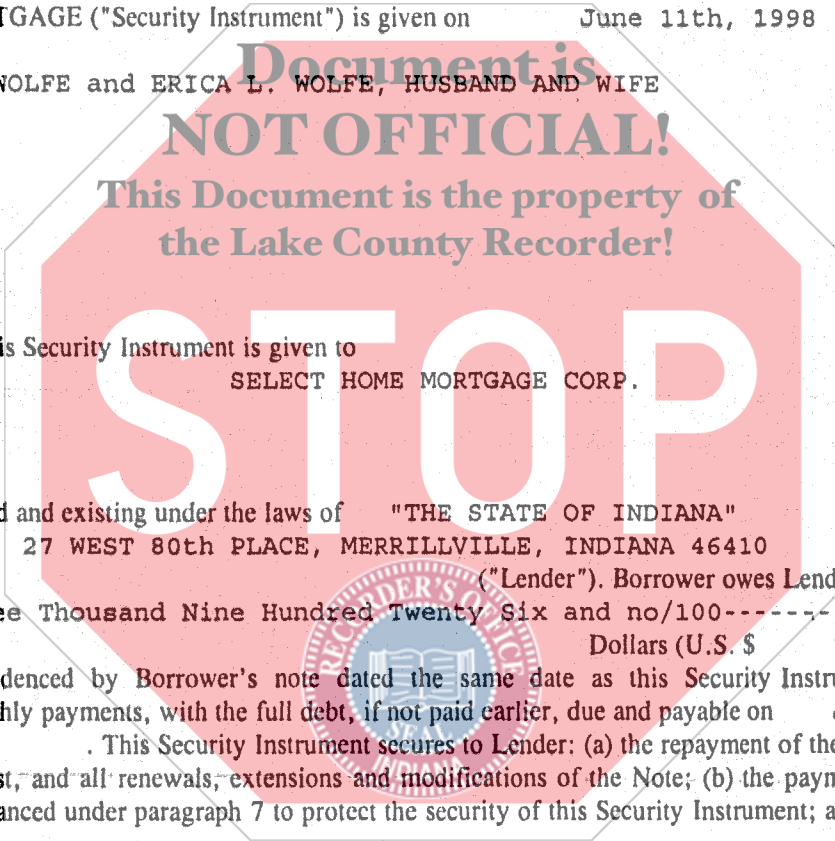 TGAGE ("Security Instrument") is given on June 11th, 1998
Document is
WOLFE and ERICA L. WOLFE, HUSBAND AND WIFE
NOT OFFICIAL!
This Document is the property of
the Lake County Recorder!
is Security Instrument is given to
SELECT HOME MORTGAGE CORP.
STOP
d and existing under the laws of "THE STATE OF INDIANA"
27 WEST 80th PLACE, MERRILLVILLE, INDIANA 46410
("Lender"). Borrower owes Lend
ee Thousand Nine Hundred Twenty Six and no/100--------
Dollars (U.S. $
RECORDER'S OFFICE
denced by Borrower's note dated the same date as this Security Instru
hly payments, with the full debt, if not paid earlier, due and payable on
. This Security Instrument secures to Lender: (a) the repayment of the
SEAL
INDIANA
st, and all renewals, extensions and modifications of the Note; (b) the paym
anced under paragraph 7 to protect the security of this Security Instrument; a